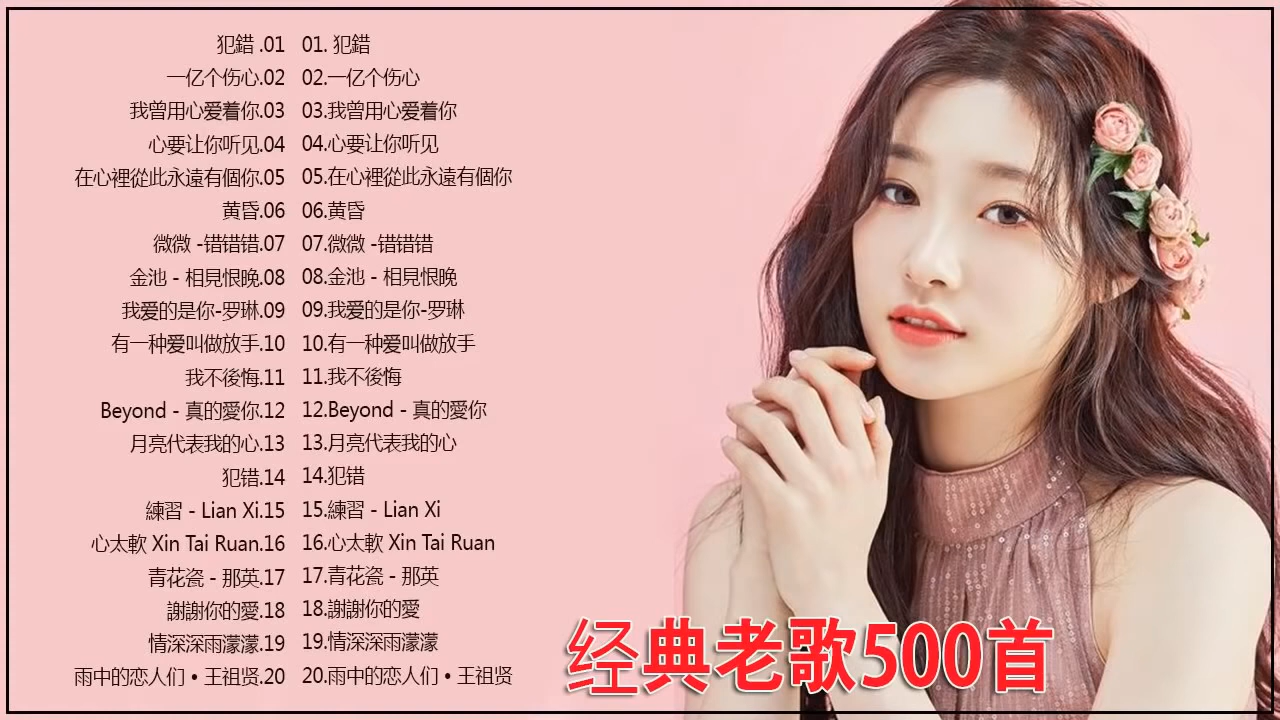 犯錯 .01 01. 犯錯
一亿个伤心.02 02.一亿个伤心
我曾用心爱着你.03 03.我曾用心爱着你
心要让你听见.04 04.心要让你听见
在心裡從此永遠有個你.05 05.在心裡從此永遠有個你
黄昏.06 06.黄昏
微微 -错错错.07 07.微微 -错错错
金池 - 相見恨晚.08 08.金池 - 相見恨晚
我爱的是你-罗琳.09 09.我爱的是你-罗琳
有一种爱叫做放手.10 10.有一种爱叫做放手
我不後悔.11 11.我不後悔
Beyond - 真的愛你.12 12.Beyond - 真的愛你
月亮代表我的心.13 13.月亮代表我的心
犯错.14 14.犯错
練習 - Lian Xi.15 15.練習 - Lian Xi
心太軟 Xin Tai Ruan.16 16.心太軟 Xin Tai Ruan
青花瓷 - 那英.17 17.青花瓷 - 那英
謝謝你的愛.18 18.謝謝你的愛
情深深雨濛濛.19 19.情深深雨濛濛
雨中的恋人们 • 王祖贤.20 20.雨中的恋人们 • 王祖贤
经典老歌500首